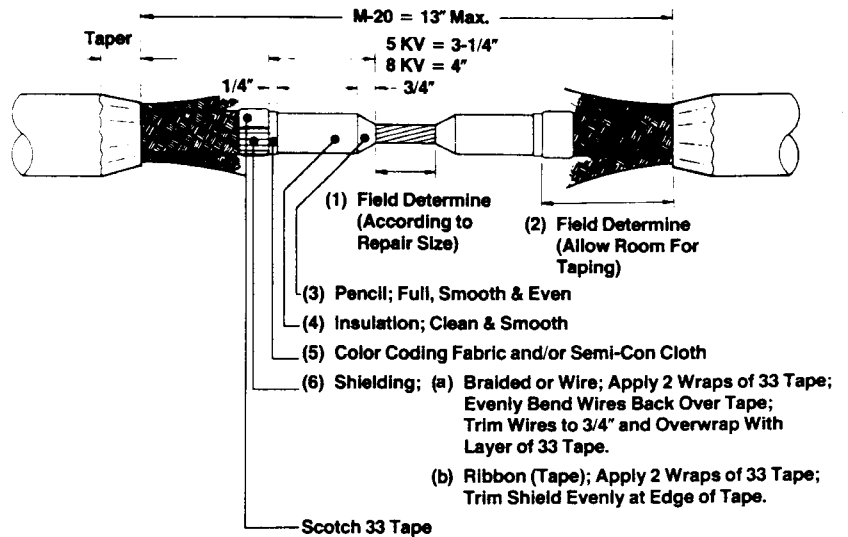 M-20 = 13" Max.
Taper
5 KV = 3-1/4"
8 KV = 4"
1/4"
3/4"
(1) Field Determine
(According to
Repair Size)
(2) Field Determine
(Allow Room For
Taping)
(3) Pencil; Full, Smooth & Even
(4) Insulation; Clean & Smooth
(5) Color Coding Fabric and/or Semi-Con Cloth
(6) Shielding; (a) Braided or Wire; Apply 2 Wraps of 33 Tape;
Evenly Bend Wires Back Over Tape;
Trim Wires to 3/4" and Overwrap With
Layer of 33 Tape.
(b) Ribbon (Tape); Apply 2 Wraps of 33 Tape;
Trim Shield Evenly at Edge of Tape.
Scotch 33 Tape